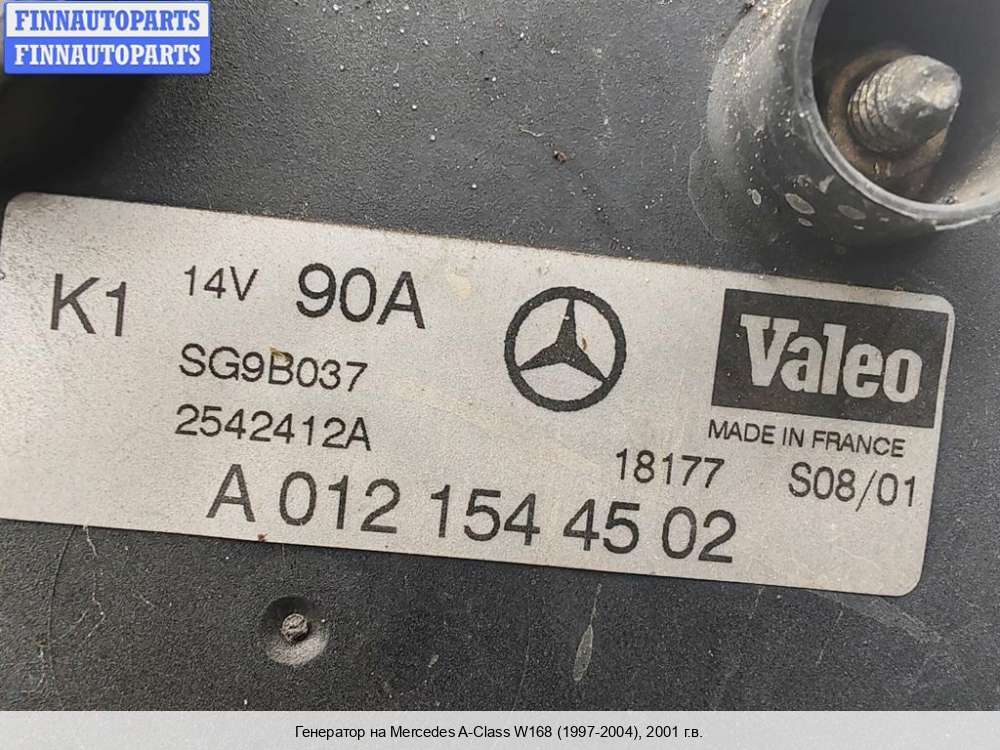 FINNAUTOPARTS
FINNAUTOPARTS
K1 14V 90A
SG9B037
2542412A
Valeo
MADE IN FRANCE
18177 S08/01
A 012 154 45 02
Генератор на Mercedes A-Class W168 (1997-2004), 2001 г.в.